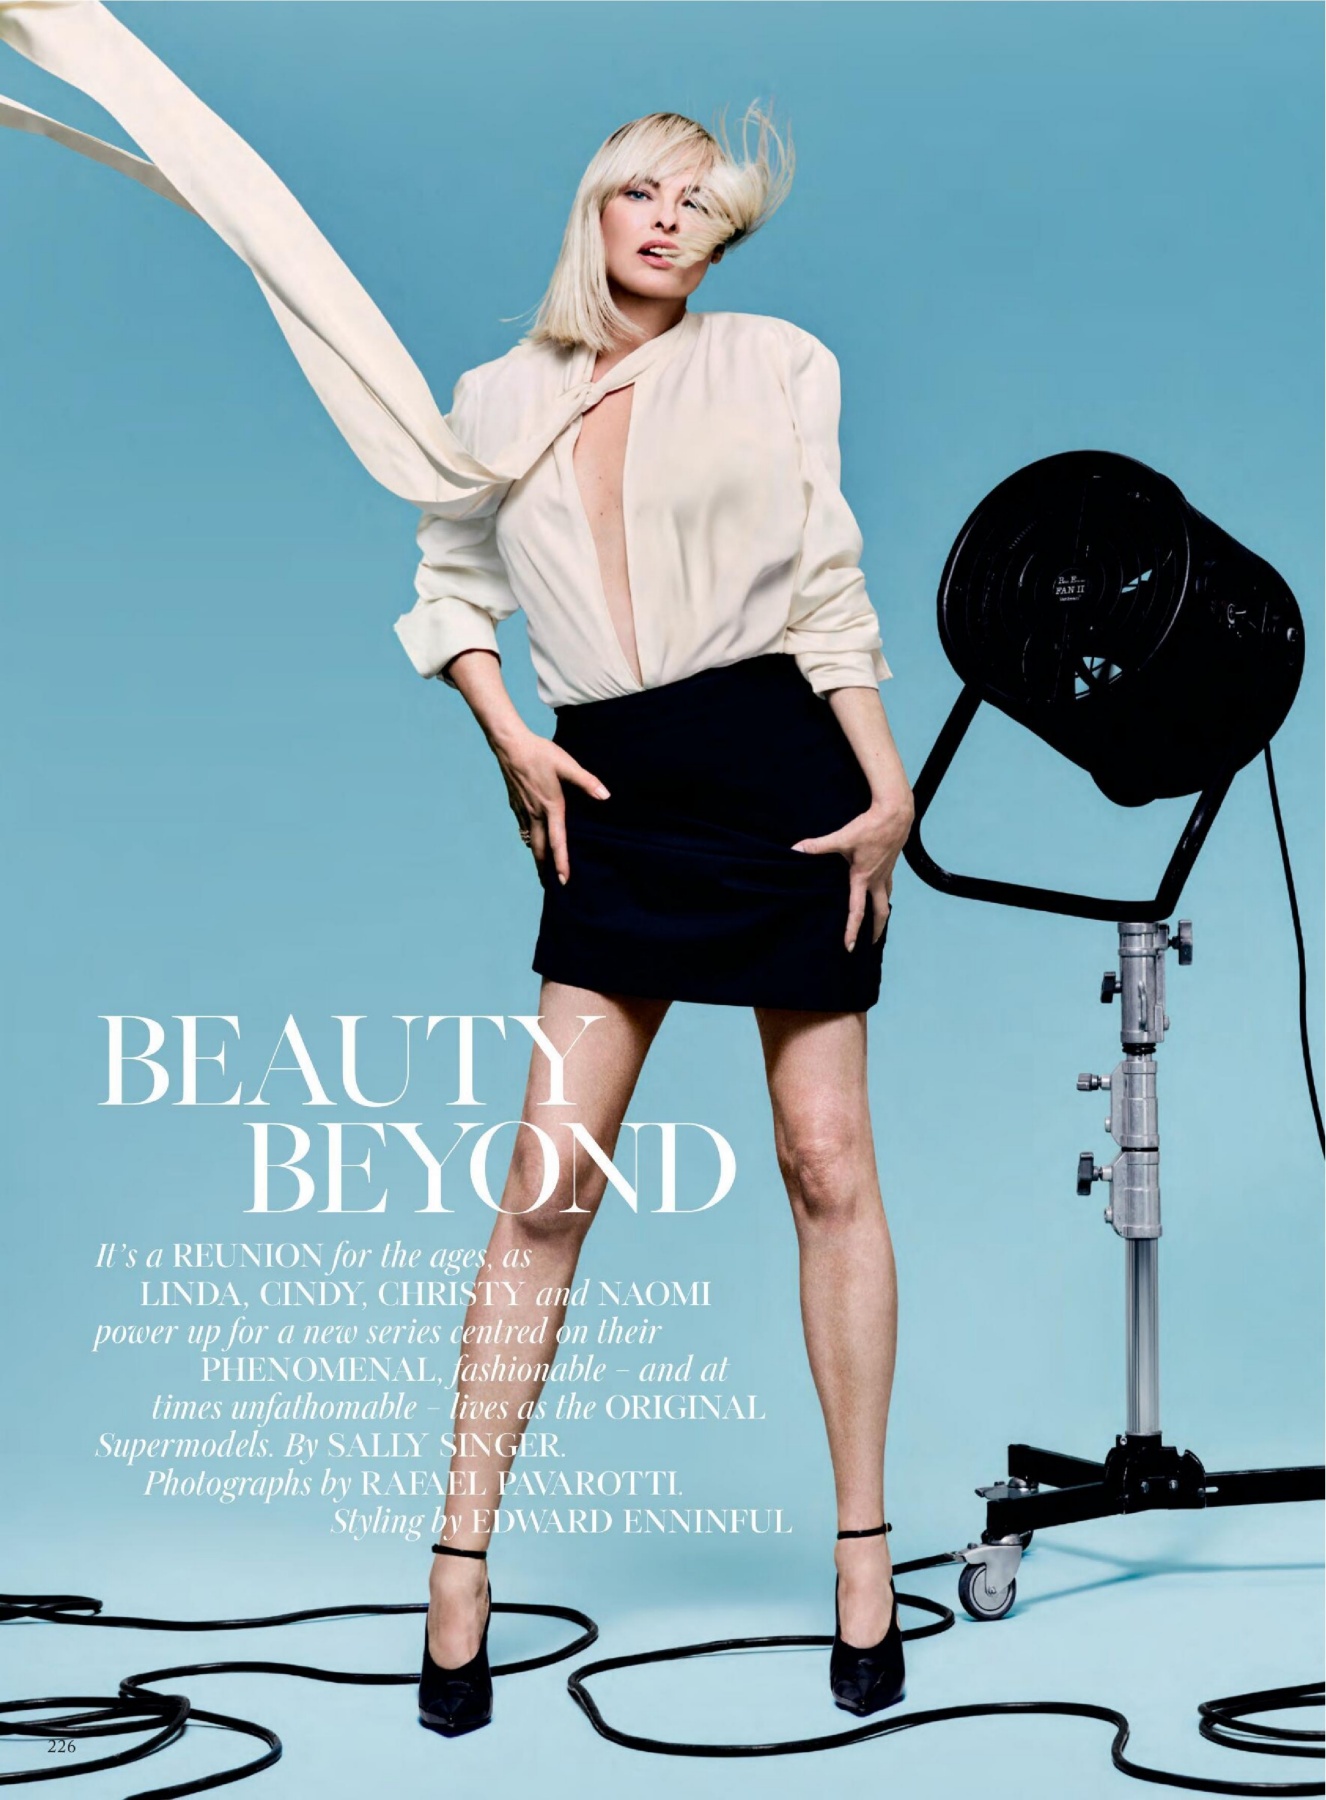 R... E...
FAN II
BEAUTY
BEYOND
It's a REUNION for the ages, as
LINDA, CINDY, CHRISTY and NAOMI
power up for a new series centred on their
PHENOMENAL, fashionable – and at
times unfathomable – lives as the ORIGINAL
Supermodels. By SALLY SINGER.
Photographs by RAFAEL PAVAROTTI.
Styling by EDWARD ENNINFUL
226